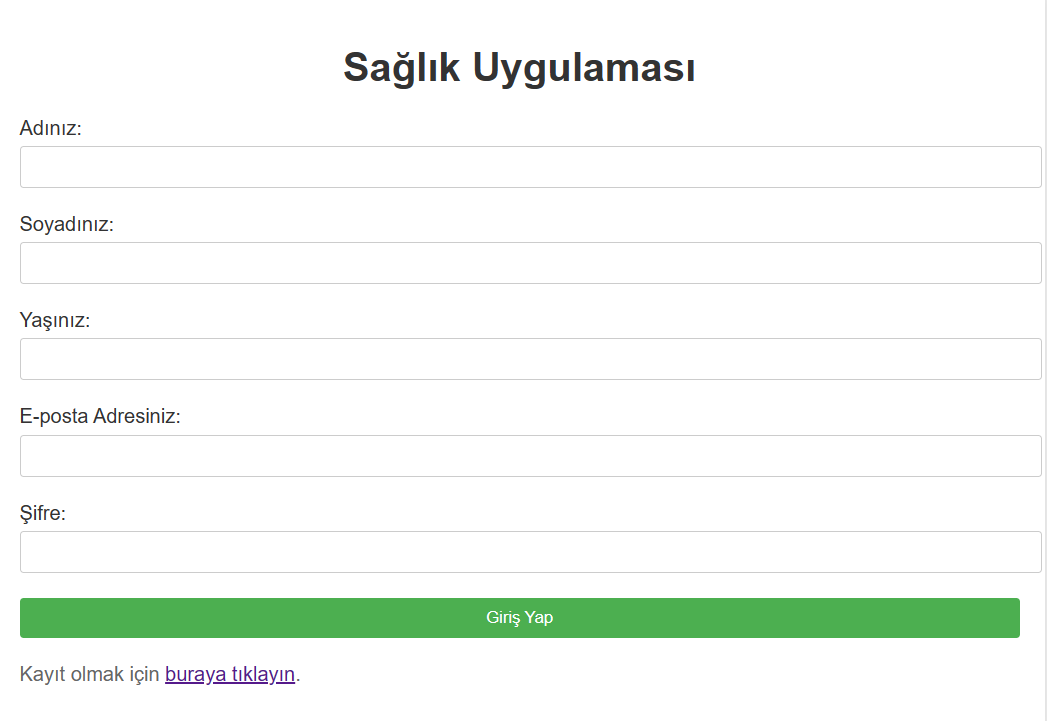 Sağlık Uygulaması
Adınız:
Soyadınız:
Yaşınız:
E-posta Adresiniz:
Şifre:
Giriş Yap
Kayıt olmak için buraya tıklayın.